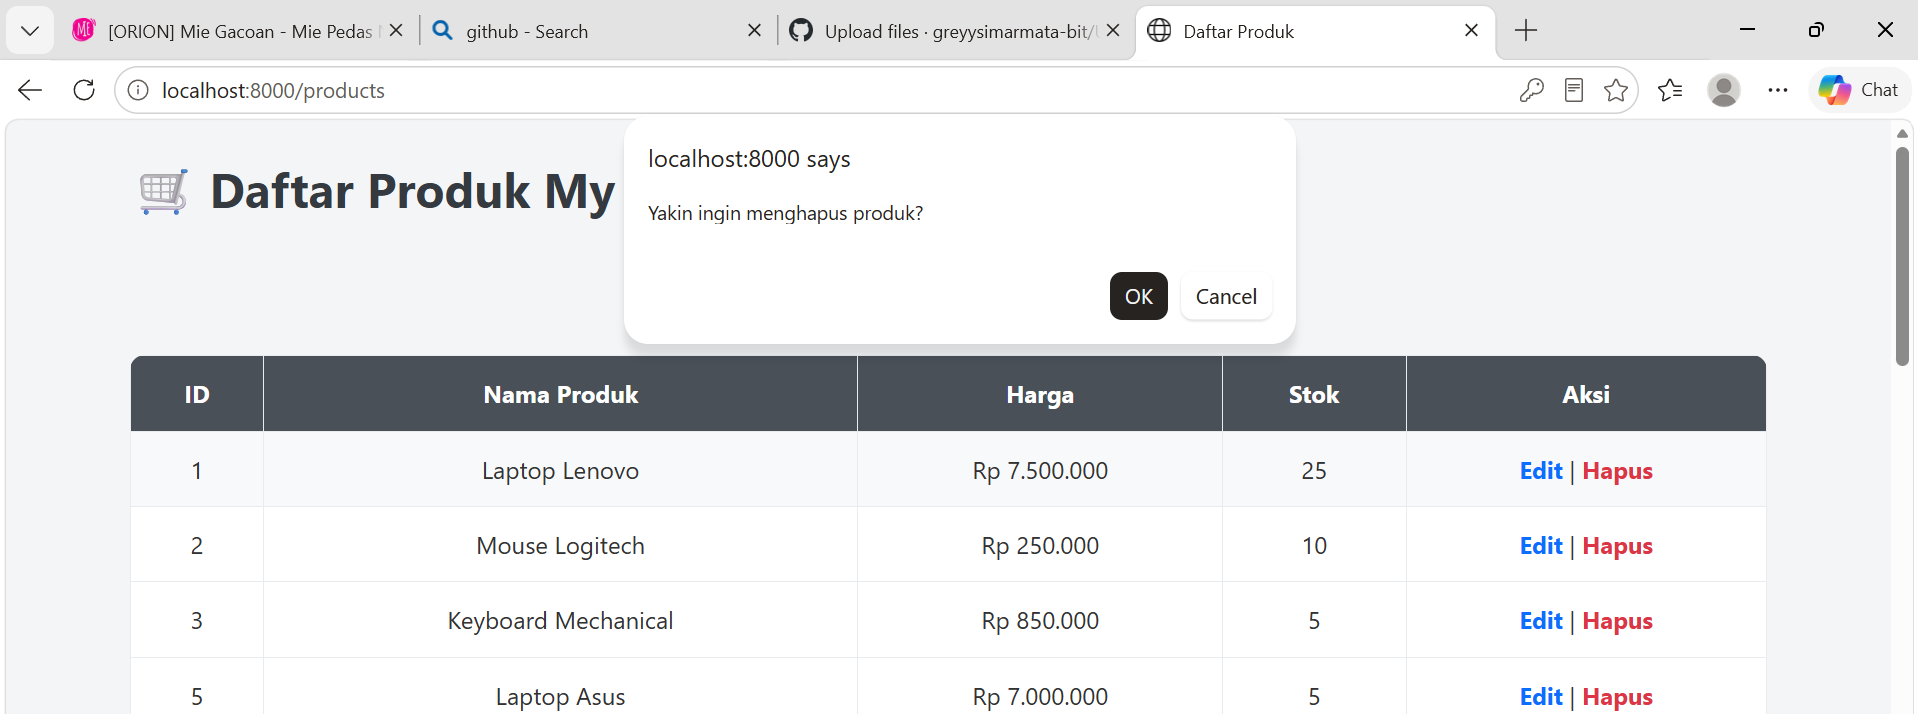 [ORION] Mie Gacoan - Mie Pedas
github - Search
Upload files · greyysimarmata-bit/
Daftar Produk
localhost:8000/products
Chat
localhost:8000 says
Yakin ingin menghapus produk?
OK Cancel
Daftar Produk My
ID Nama Produk Harga Stok Aksi
1 Laptop Lenovo Rp 7.500.000 25 Edit | Hapus
2 Mouse Logitech Rp 250.000 10 Edit | Hapus
3 Keyboard Mechanical Rp 850.000 5 Edit | Hapus
5 Laptop Asus Rp 7.000.000 5 Edit | Hapus